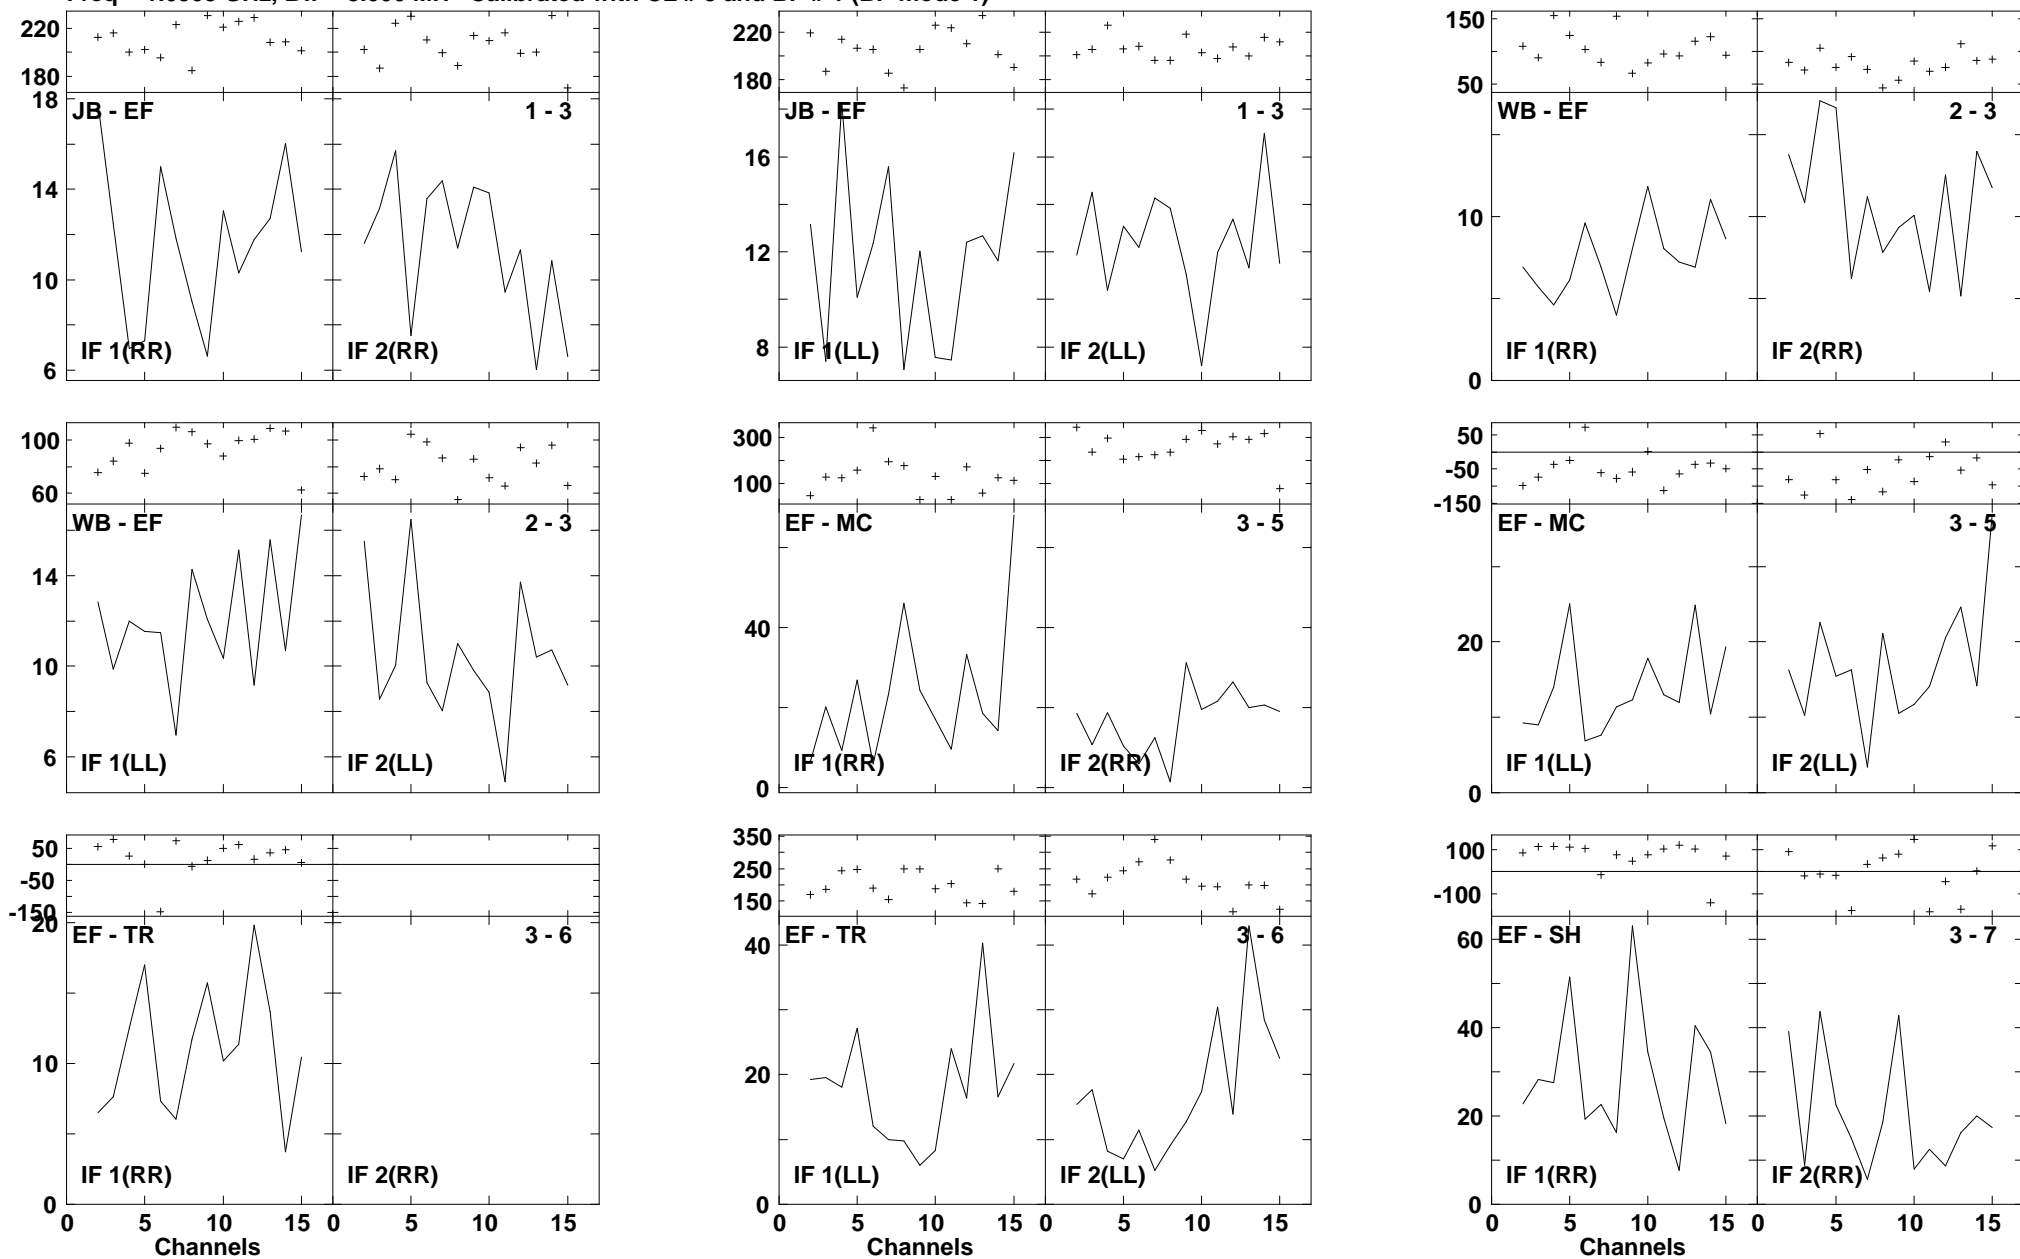 220
180
18
14
10
6
JB - EF
1 - 3
IF 1(RR)
IF 2(RR)
220
180
16
12
8
JB - EF
1 - 3
IF 1(LL)
IF 2(LL)
150
50
10
0
WB - EF
2 - 3
IF 1(RR)
IF 2(RR)
100
60
14
10
6
WB - EF
2 - 3
IF 1(LL)
IF 2(LL)
300
100
40
0
EF - MC
3 - 5
IF 1(RR)
IF 2(RR)
50
-50
-150
20
0
EF - MC
3 - 5
IF 1(LL)
IF 2(LL)
50
-50
-150
20
10
0
EF - TR
3 - 6
IF 1(RR)
IF 2(RR)
0 5 10 15 0 5 10 15
Channels
350
250
150
40
20
0
EF - TR
3 - 6
IF 1(LL)
IF 2(LL)
0 5 10 15 0 5 10 15
Channels
100
-100
60
40
20
0
EF - SH
3 - 7
IF 1(RR)
IF 2(RR)
0 5 10 15 0 5 10 15
Channels